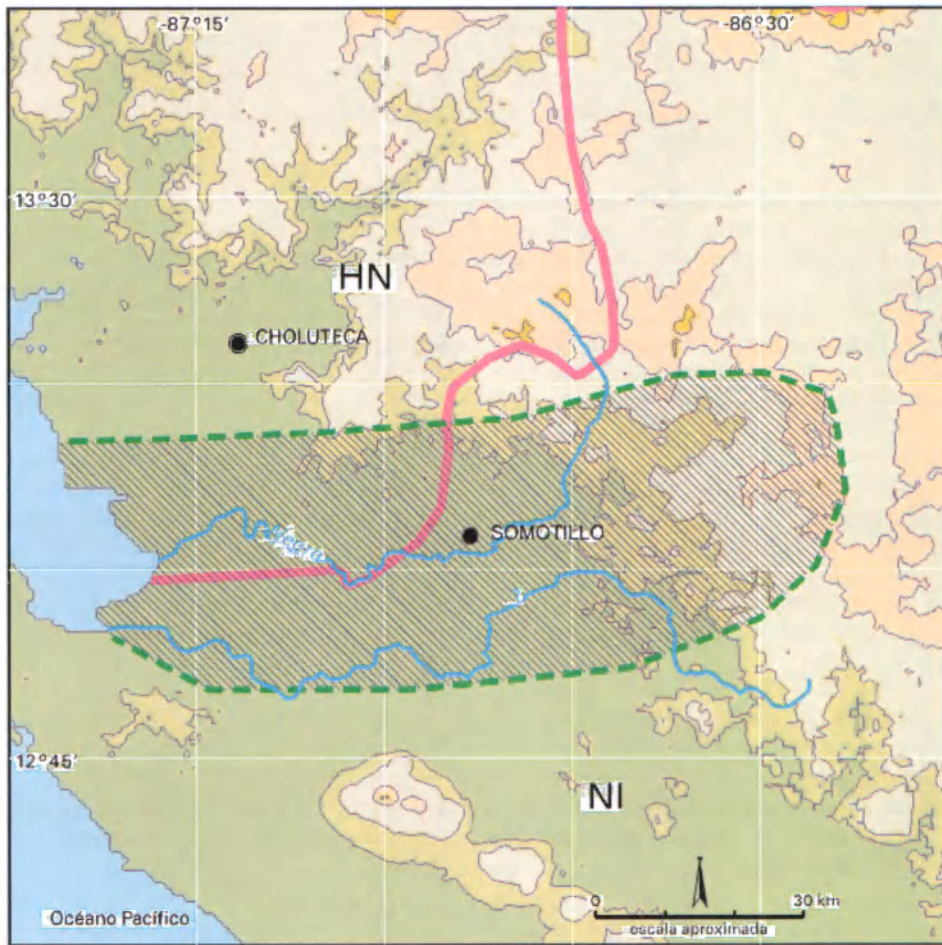 -87°15'
-86°30'
13°30'
HN
CHOLUTECA
Negro
SOMOTILLO
12°45'
NI
Océano Pacífico
0
30 km
escala aproximada